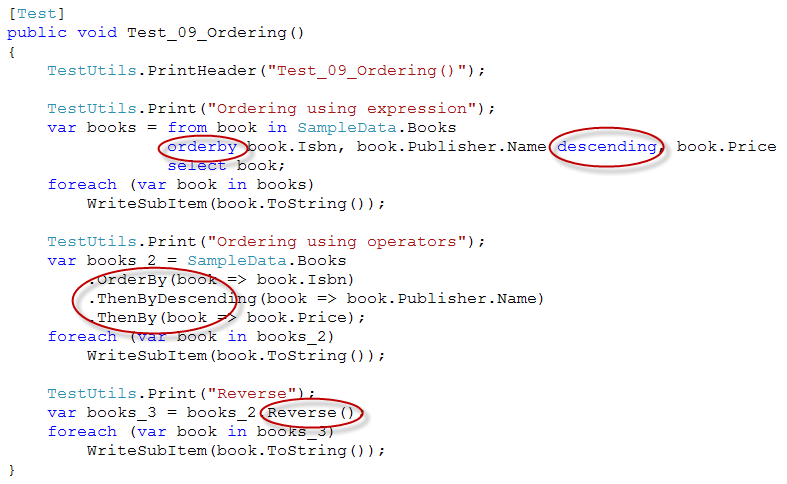 [Test]
public void Test_09_Ordering()
{
    TestUtils.PrintHeader("Test_09_Ordering()");

    TestUtils.Print("Ordering using expression");
    var books = from book in SampleData.Books
                orderby book.Isbn, book.Publisher.Name descending, book.Price
                select book;
    foreach (var book in books)
        WriteSubItem(book.ToString());

    TestUtils.Print("Ordering using operators");
    var books_2 = SampleData.Books
        .OrderBy(book => book.Isbn)
        .ThenByDescending(book => book.Publisher.Name)
        .ThenBy(book => book.Price);
    foreach (var book in books_2)
        WriteSubItem(book.ToString());

    TestUtils.Print("Reverse");
    var books_3 = books_2.Reverse();
    foreach (var book in books_3)
        WriteSubItem(book.ToString());
}